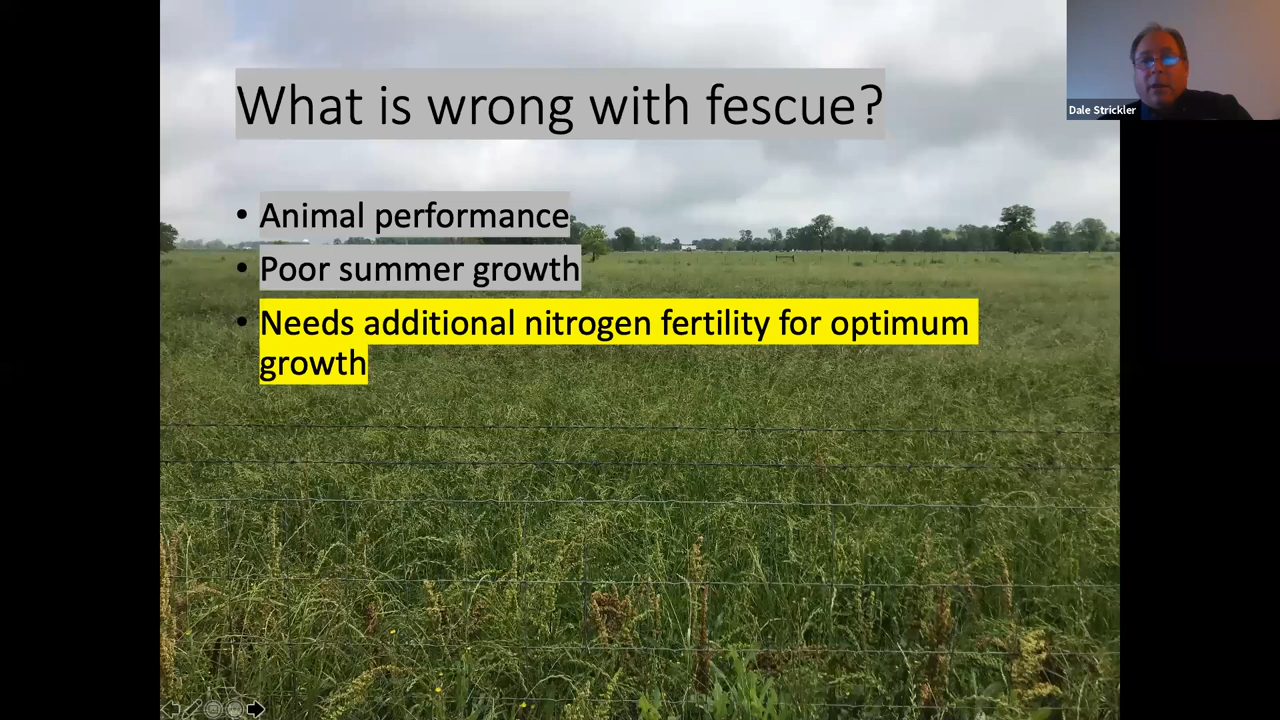 What is wrong with fescue?
Dale Strickler
• Animal performance
• Poor summer growth
• Needs additional nitrogen fertility for optimum
growth